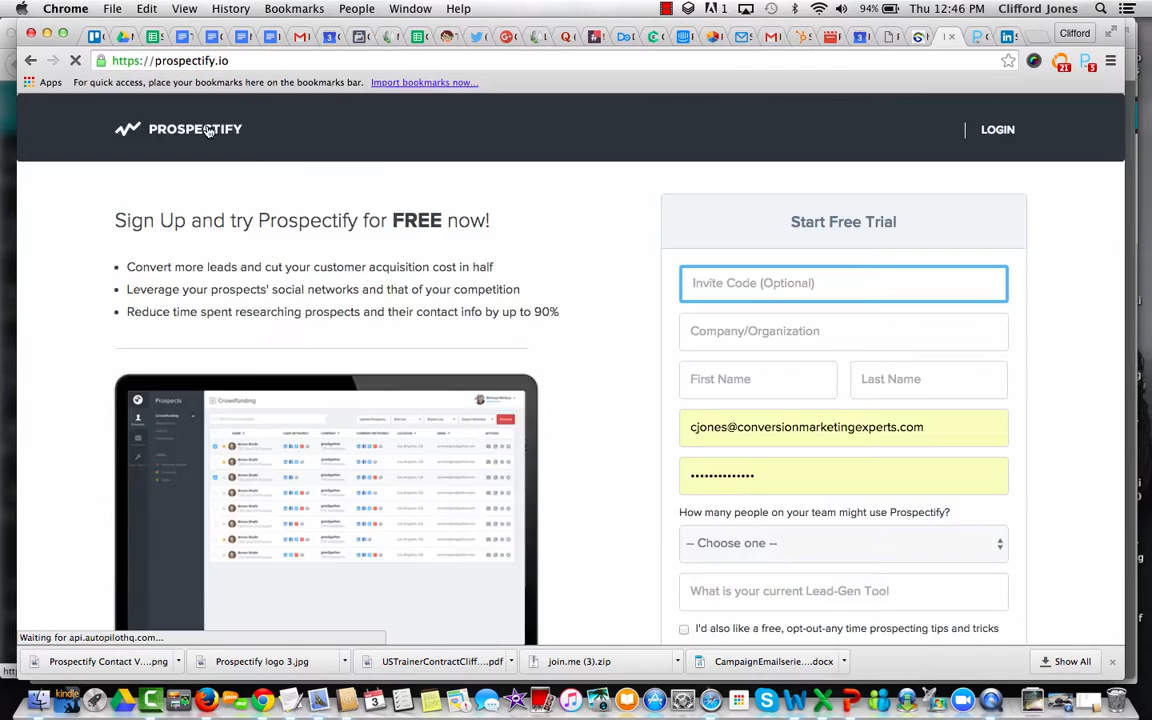 Chrome File Edit View History Bookmarks People Window Help 1 94% Thu 12:46 PM Clifford Jones
Clifford
https://prospectify.io
21
3
Apps For quick access, place your bookmarks here on the bookmarks bar. Import bookmarks now...
PROSPECTIFY
LOGIN
Sign Up and try Prospectify for FREE now!
Convert more leads and cut your customer acquisition cost in half
Leverage your prospects' social networks and that of your competition
Reduce time spent researching prospects and their contact info by up to 90%
Prospects
Crowdfunding
Start Free Trial
Invite Code (Optional)
Company/Organization
First Name
Last Name
cjones@conversionmarketingexperts.com
••••••••••••••
How many people on your team might use Prospectify?
-- Choose one --
What is your current Lead-Gen Tool
I'd also like a free, opt-out-any time prospecting tips and tricks
Waiting for api.autopilothq.com...
Prospectify Contact V....png
Prospectify logo 3.jpg
USTrainerContractCliff....pdf
join.me (3).zip
CampaignEmailserie....docx
Show All